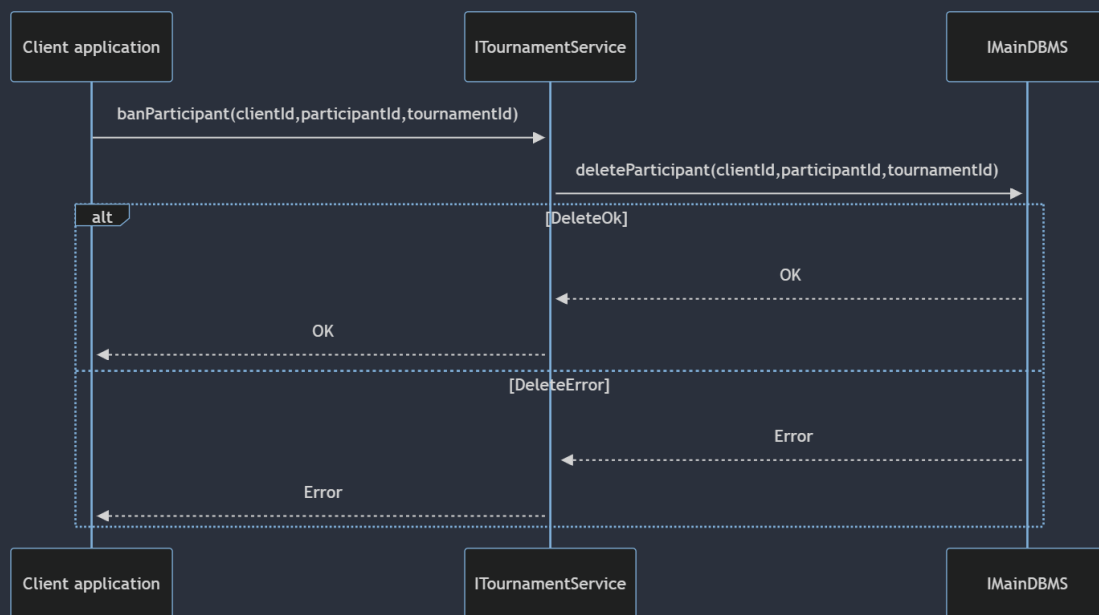 Client application
ITournamentService
IMainDBMS
banParticipant(clientId,participantId,tournamentId)
deleteParticipant(clientId,participantId,tournamentId)
alt
[DeleteOk]
OK
OK
[DeleteError]
Error
Error
Client application
ITournamentService
IMainDBMS